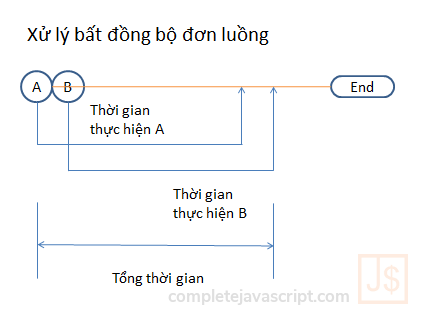 Xử lý bất đồng bộ đơn luồng
A
B
End
Thời gian
thực hiện A
Thời gian
thực hiện B
Tổng thời gian
J$
completejavascript.com